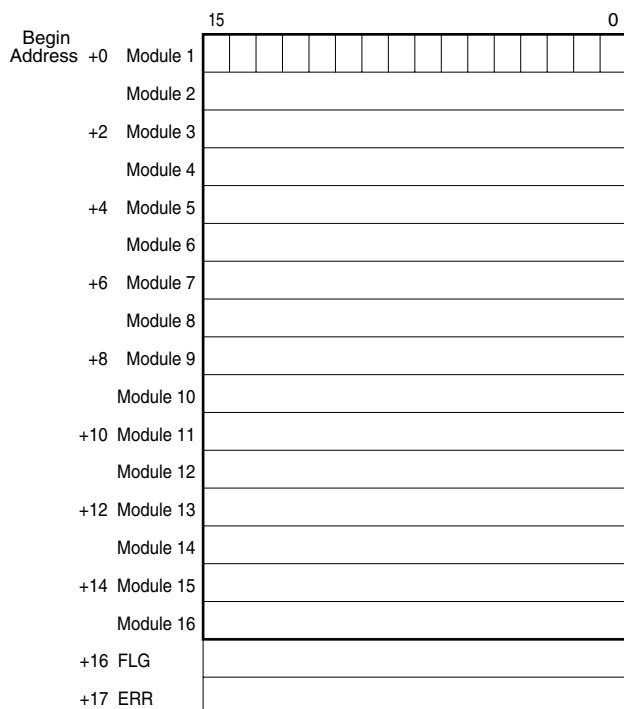 15 0
Begin
Address +0 Module 1
Module 2
+2 Module 3
Module 4
+4 Module 5
Module 6
+6 Module 7
Module 8
+8 Module 9
Module 10
+10 Module 11
Module 12
+12 Module 13
Module 14
+14 Module 15
Module 16
+16 FLG
+17 ERR